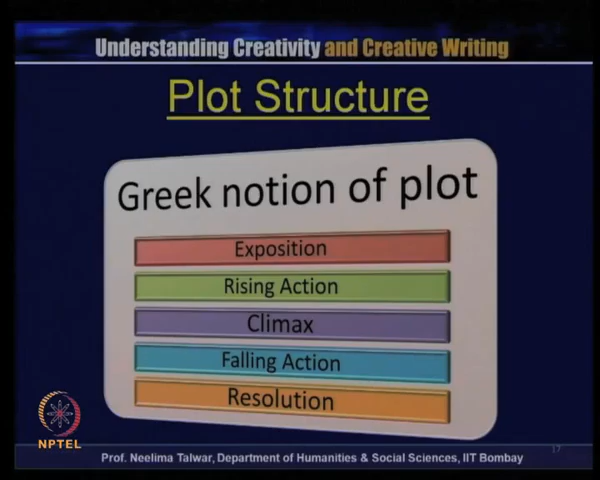 Understanding Creativity and Creative Writing
Plot Structure
Greek notion of plot
Exposition
Rising Action
Climax
Falling Action
Resolution
NPTEL
17
Prof. Neelima Talwar, Department of Humanities & Social Sciences, IIT Bombay